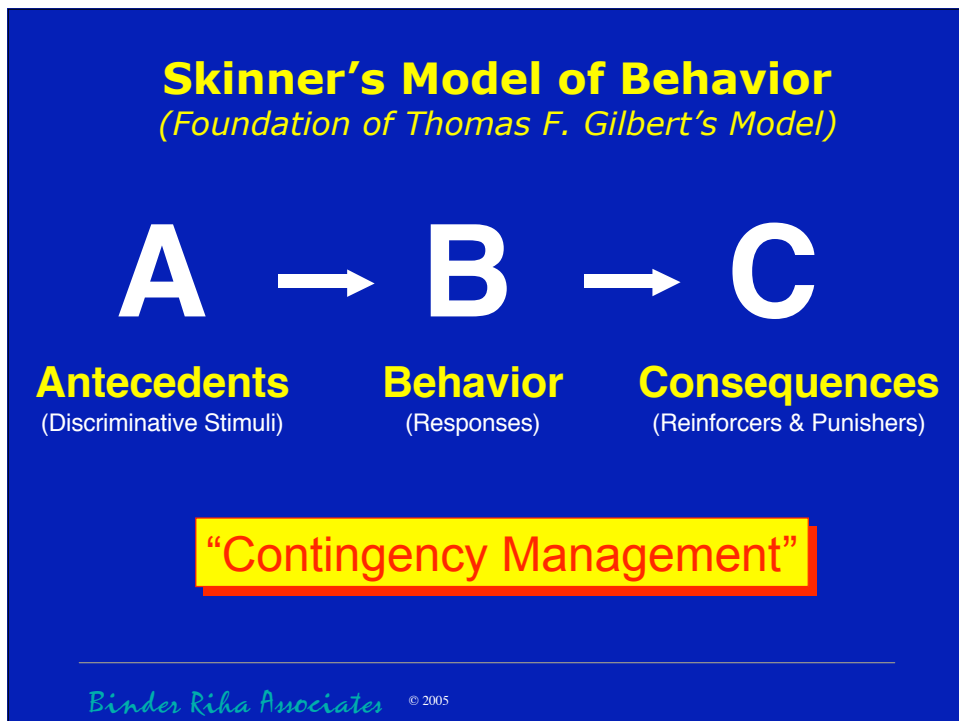 Skinner’s Model of Behavior
(Foundation of Thomas F. Gilbert’s Model)
A → B → C
Antecedents Behavior Consequences
(Discriminative Stimuli) (Responses) (Reinforcers & Punishers)
“Contingency Management”
Binder Riha Associates © 2005